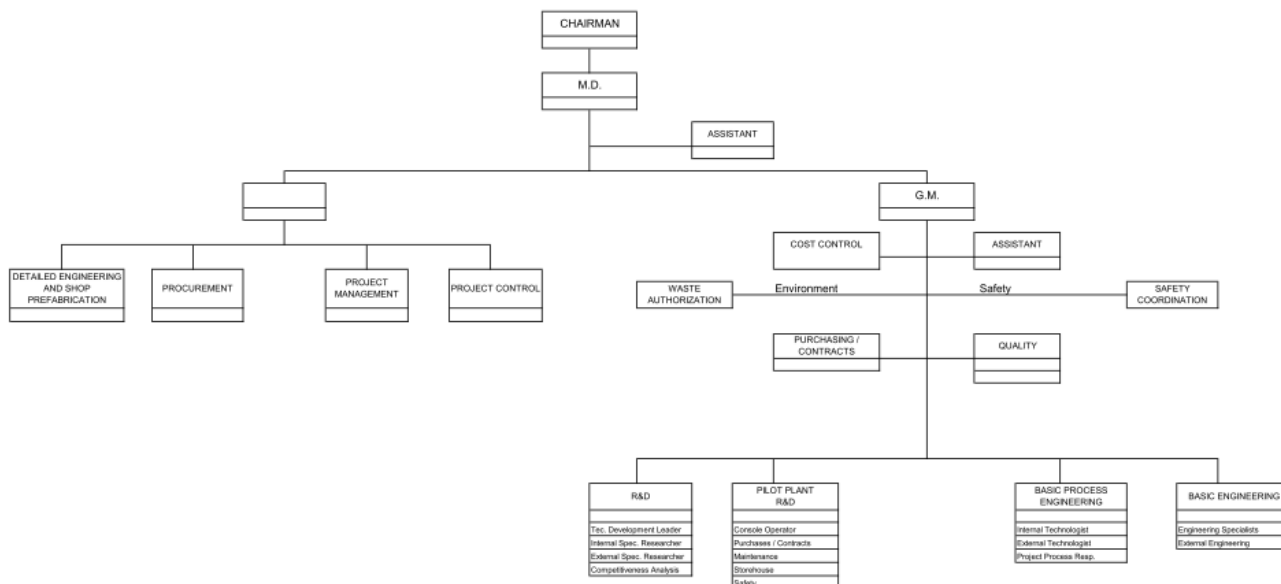 CHAIRMAN
M.D.
ASSISTANT
G.M.
COST CONTROL
ASSISTANT
DETAILED ENGINEERING
AND SHOP
PREFABRICATION
PROCUREMENT
PROJECT
MANAGEMENT
PROJECT CONTROL
WASTE
AUTHORIZATION
Environment
Safety
SAFETY
COORDINATION
PURCHASING /
CONTRACTS
QUALITY
R&D
Tec. Development Leader
Internal Spec. Researcher
External Spec. Researcher
Competitiveness Analysis
PILOT PLANT
R&D
Console Operator
Purchases / Contracts
Maintenance
Storehouse
Safety
BASIC PROCESS
ENGINEERING
Internal Technologist
External Technologist
Project Process Resp.
BASIC ENGINEERING
Engineering Specialists
External Engineering